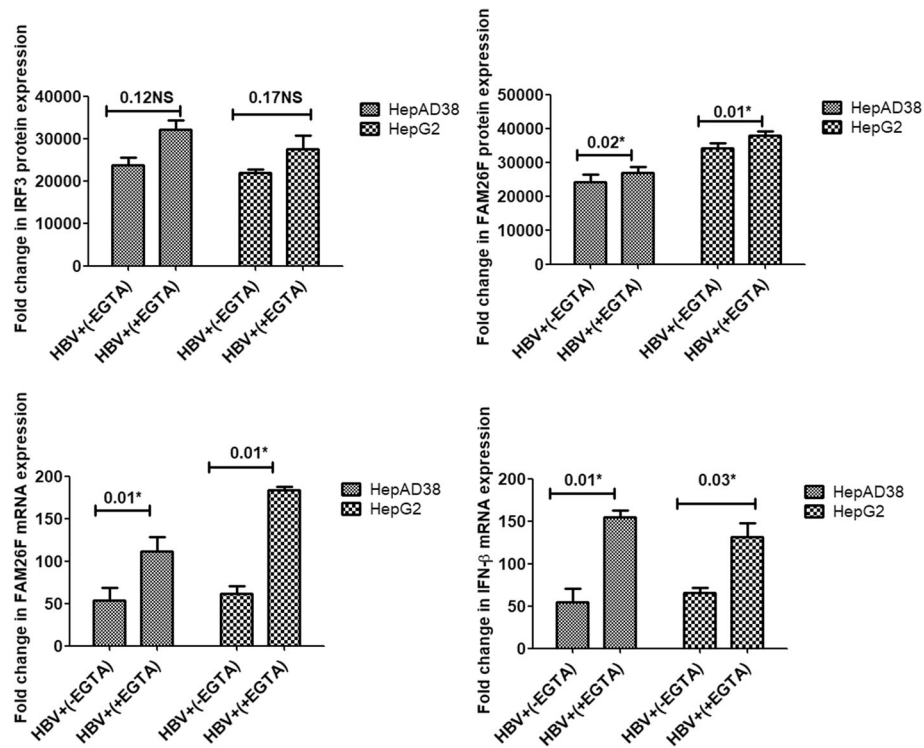 Fold change in IRF3 protein expression
40000
30000
20000
10000
0
0.12NS
0.17NS
HBV+(-EGTA)
HBV+(+EGTA)
HBV+(-EGTA)
HBV+(+EGTA)
HepAD38
HepG2
Fold change in FAM26F protein expression
50000
40000
30000
20000
10000
0
0.02*
0.01*
HBV+(-EGTA)
HBV+(+EGTA)
HBV+(-EGTA)
HBV+(+EGTA)
HepAD38
HepG2
Fold change in FAM26F mRNA expression
200
150
100
50
0
0.01*
0.01*
HBV+(-EGTA)
HBV+(+EGTA)
HBV+(-EGTA)
HBV+(+EGTA)
HepAD38
HepG2
Fold change in IFN-β mRNA expression
200
150
100
50
0
0.01*
0.03*
HBV+(-EGTA)
HBV+(+EGTA)
HBV+(-EGTA)
HBV+(+EGTA)
HepAD38
HepG2